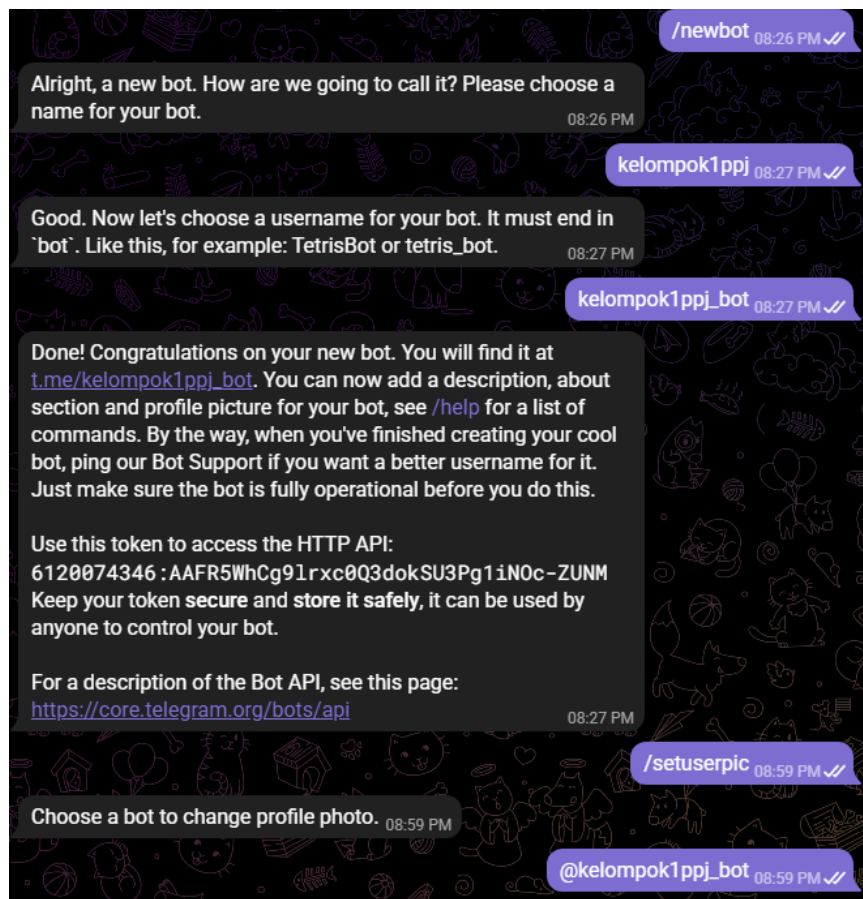 /newbot 08:26 PM
Alright, a new bot. How are we going to call it? Please choose a
name for your bot.
08:26 PM
kelompok1ppj 08:27 PM
Good. Now let's choose a username for your bot. It must end in
`bot`. Like this, for example: TetrisBot or tetris_bot.
08:27 PM
kelompok1ppj_bot 08:27 PM
Done! Congratulations on your new bot. You will find it at
t.me/kelompok1ppj_bot. You can now add a description, about
section and profile picture for your bot, see /help for a list of
commands. By the way, when you've finished creating your cool
bot, ping our Bot Support if you want a better username for it.
Just make sure the bot is fully operational before you do this.
Use this token to access the HTTP API:
6120074346:AAFR5WhCg9lrxc0Q3dokSU3Pg1iNOc-ZUNM
Keep your token secure and store it safely, it can be used by
anyone to control your bot.
For a description of the Bot API, see this page:
https://core.telegram.org/bots/api
08:27 PM
/setuserpic 08:59 PM
Choose a bot to change profile photo. 08:59 PM
@kelompok1ppj_bot 08:59 PM